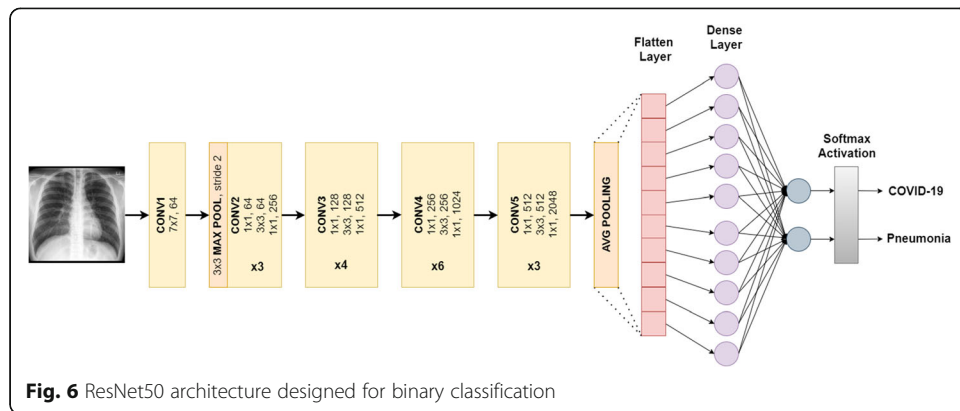 CONV1
7x7, 64
3x3 MAX POOL, stride 2
CONV2
1x1, 64
3x3, 64
1x1, 256
x3
CONV3
1x1, 128
3x3, 128
1x1, 512
x4
CONV4
1x1, 256
3x3, 256
1x1, 1024
x6
CONV5
1x1, 512
3x3, 512
1x1, 2048
x3
AVG POOLING
Flatten
Layer
Dense
Layer
Softmax
Activation
COVID-19
Pneumonia
Fig. 6 ResNet50 architecture designed for binary classification